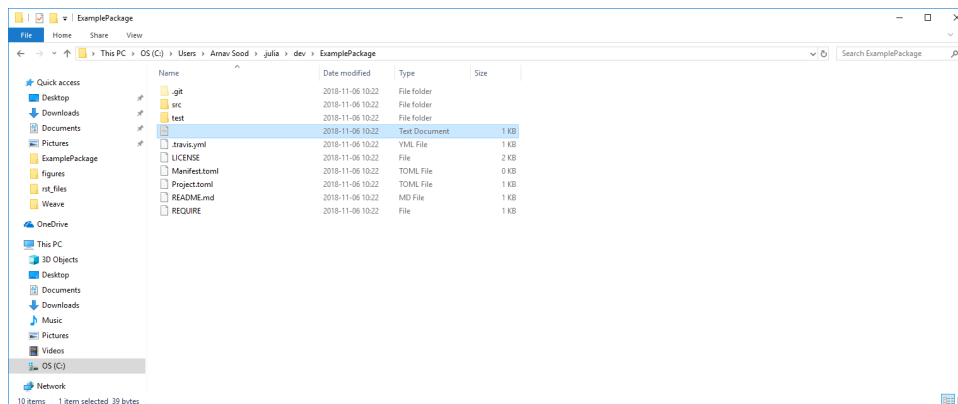 ExamplePackage
File Home Share View
This PC > OS (C:) > Users > Arnav Sood > .julia > dev > ExamplePackage
Search ExamplePackage
Name Date modified Type Size
Quick access
Desktop
Downloads
Documents
Pictures
ExamplePackage
figures
rst_files
Weave
OneDrive
This PC
3D Objects
Desktop
Documents
Downloads
Music
Pictures
Videos
OS (C:)
Network
.git 2018-11-06 10:22 File folder
src 2018-11-06 10:22 File folder
test 2018-11-06 10:22 File folder
2018-11-06 10:22 Text Document 1 KB
.travis.yml 2018-11-06 10:22 YML File 1 KB
LICENSE 2018-11-06 10:22 File 2 KB
Manifest.toml 2018-11-06 10:22 TOML File 0 KB
Project.toml 2018-11-06 10:22 TOML File 1 KB
README.md 2018-11-06 10:22 MD File 1 KB
REQUIRE 2018-11-06 10:22 File 1 KB
10 items 1 item selected 39 bytes